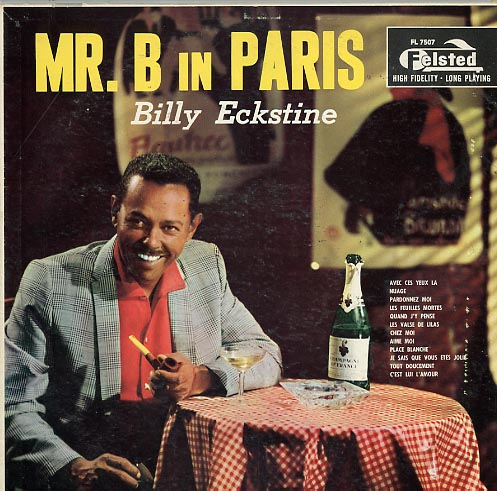 MR. B IN PARIS
Billy Eckstine
FL 7507
Felsted
HIGH FIDELITY • LONG PLAYING
AVEC CES YEUX LA
NUAGE
PARDONNEZ MOI
LES FEUILLES MORTES
QUAND J'Y PENSE
LES VALSE DE LILAS
CHEZ MOI
AIME MOI
PLACE BLANCHE
JE SAIS QUE VOUS ETES JOLIE
TOUT DOUCEMENT
C'EST LUI L'AMOUR
CHAMPAGNE